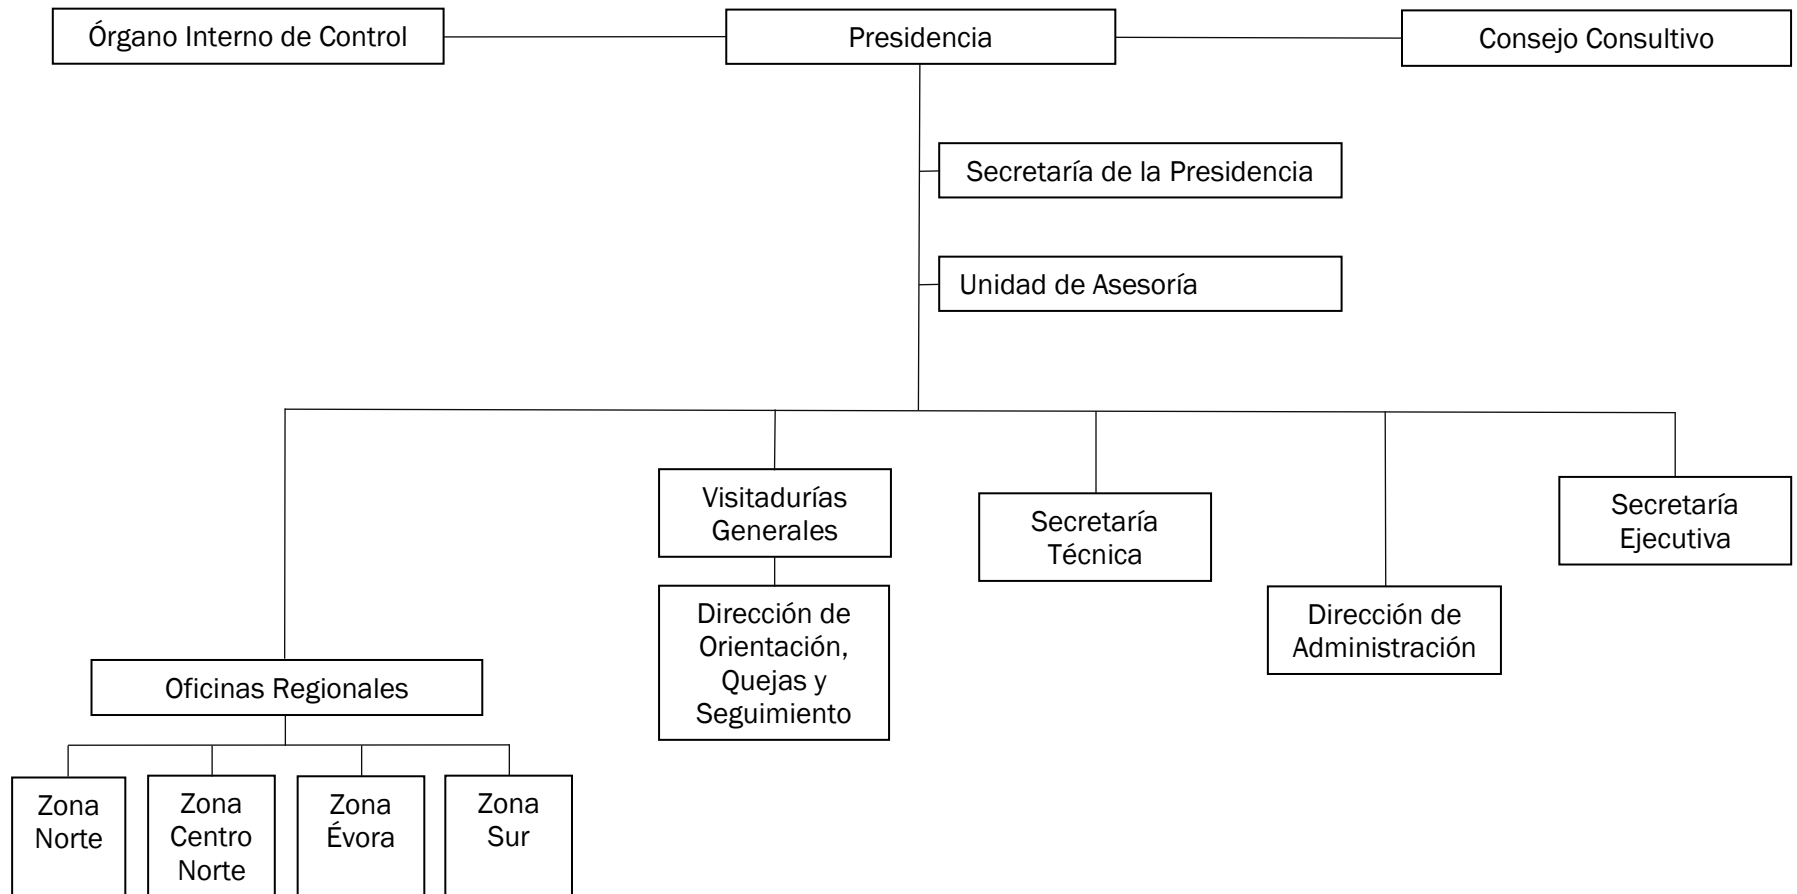 Órgano Interno de Control
Presidencia
Consejo Consultivo
Secretaría de la Presidencia
Unidad de Asesoría
Visitadurías
Generales
Secretaría
Técnica
Secretaría
Ejecutiva
Dirección de
Orientación,
Quejas y
Seguimiento
Dirección de
Administración
Oficinas Regionales
Zona
Norte
Zona
Centro
Norte
Zona
Évora
Zona
Sur